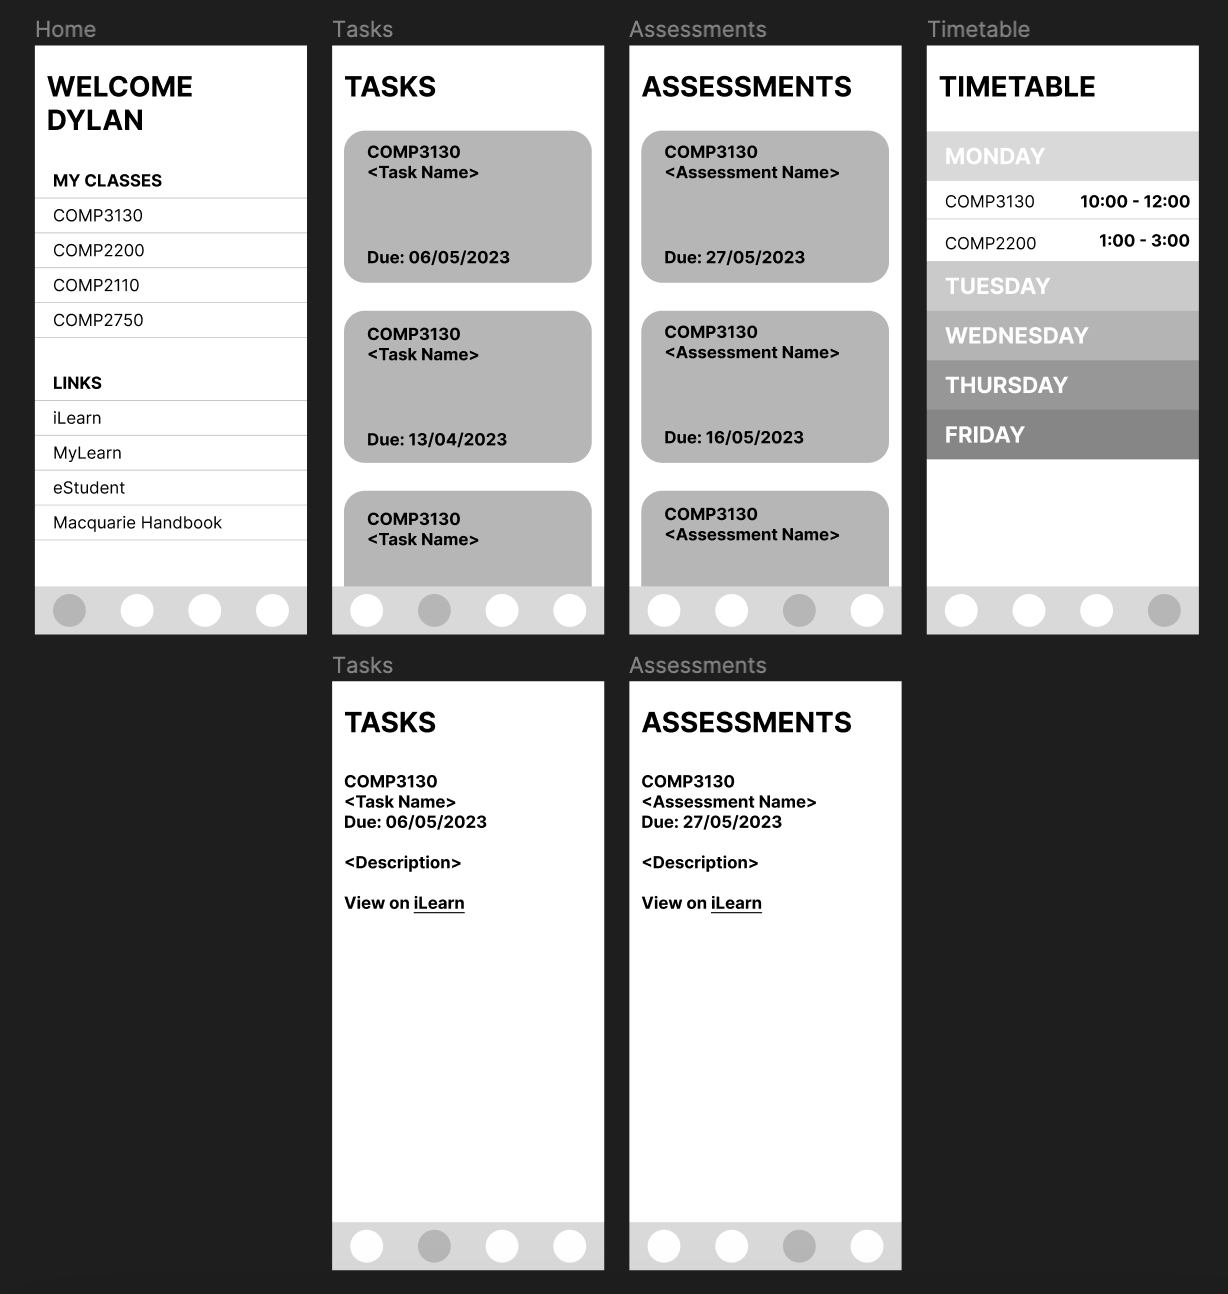 Home
WELCOME
DYLAN
MY CLASSES
COMP3130
COMP2200
COMP2110
COMP2750
LINKS
iLearn
MyLearn
eStudent
Macquarie Handbook
Tasks
TASKS
COMP3130
<Task Name>
Due: 06/05/2023
COMP3130
<Task Name>
Due: 13/04/2023
COMP3130
<Task Name>
Assessments
ASSESSMENTS
COMP3130
<Assessment Name>
Due: 27/05/2023
COMP3130
<Assessment Name>
Due: 16/05/2023
COMP3130
<Assessment Name>
Timetable
TIMETABLE
MONDAY
COMP3130 10:00 - 12:00
COMP2200 1:00 - 3:00
TUESDAY
WEDNESDAY
THURSDAY
FRIDAY
Tasks
TASKS
COMP3130
<Task Name>
Due: 06/05/2023
<Description>
View on iLearn
Assessments
ASSESSMENTS
COMP3130
<Assessment Name>
Due: 27/05/2023
<Description>
View on iLearn